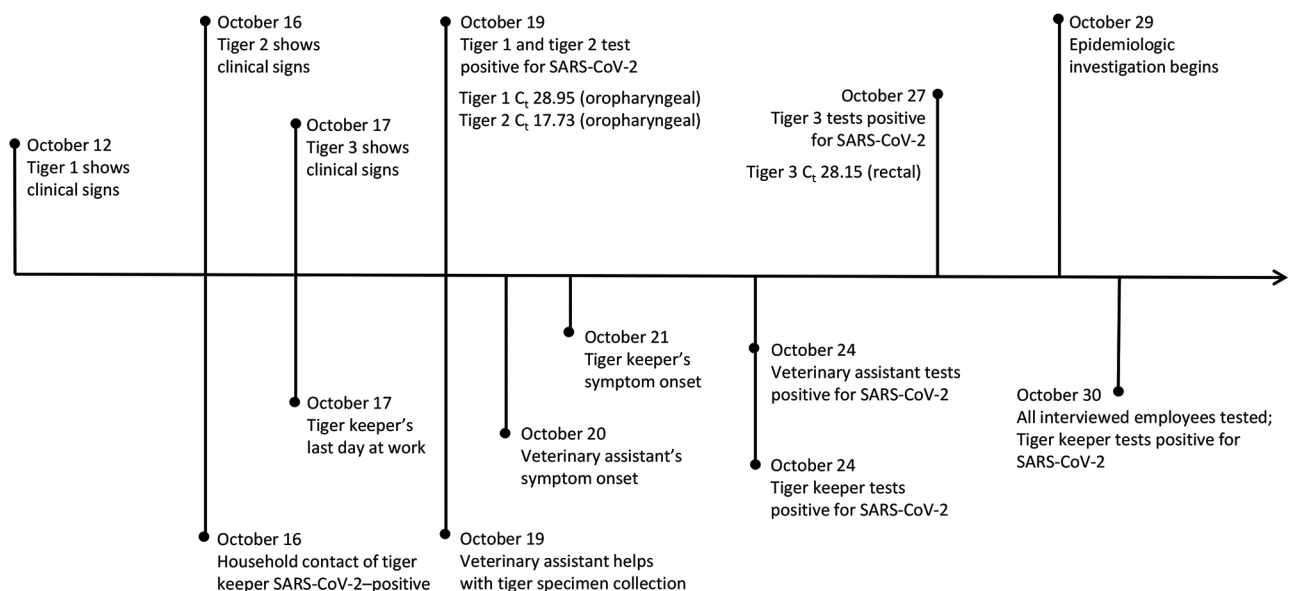 October 12
Tiger 1 shows
clinical signs
October 16
Tiger 2 shows
clinical signs
October 17
Tiger 3 shows
clinical signs
October 19
Tiger 1 and tiger 2 test
positive for SARS-CoV-2
Tiger 1 Ct 28.95 (oropharyngeal)
Tiger 2 Ct 17.73 (oropharyngeal)
October 27
Tiger 3 tests positive
for SARS-CoV-2
Tiger 3 Ct 28.15 (rectal)
October 29
Epidemiologic
investigation begins
October 16
Household contact of tiger
keeper SARS-CoV-2–positive
October 17
Tiger keeper’s
last day at work
October 19
Veterinary assistant helps
with tiger specimen collection
October 20
Veterinary assistant’s
symptom onset
October 21
Tiger keeper’s
symptom onset
October 24
Veterinary assistant tests
positive for SARS-CoV-2
October 24
Tiger keeper tests
positive for SARS-CoV-2
October 30
All interviewed employees tested;
Tiger keeper tests positive for
SARS-CoV-2